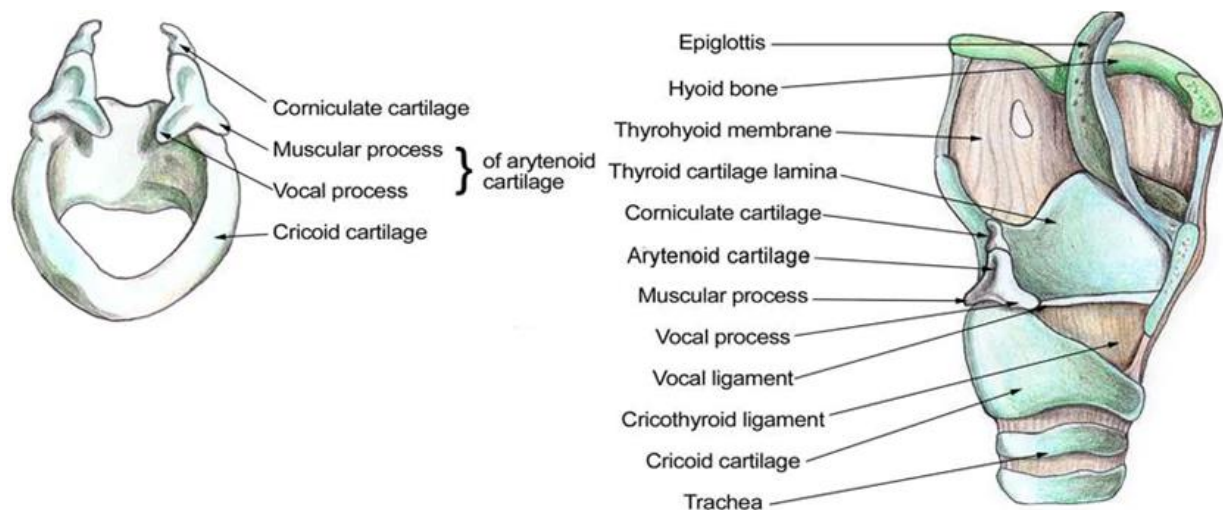 Corniculate cartilage
Muscular process
Vocal process
} of arytenoid
cartilage
Cricoid cartilage
Epiglottis
Hyoid bone
Thyrohyoid membrane
Thyroid cartilage lamina
Corniculate cartilage
Arytenoid cartilage
Muscular process
Vocal process
Vocal ligament
Cricothyroid ligament
Cricoid cartilage
Trachea